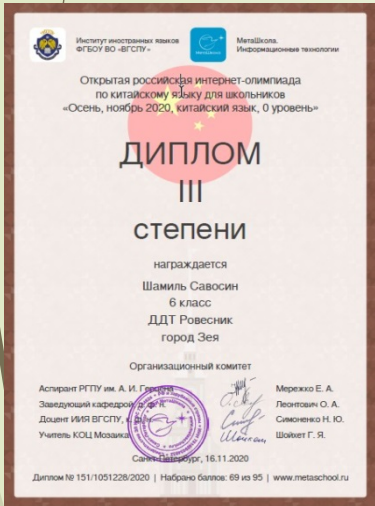 Институт иностранных языков
ФГБОУ ВО «ВГСПУ»
МетаШкола.
Информационные технологии
Открытая российская интернет-олимпиада
по китайскому языку для школьников
«Осень, ноябрь 2020, китайский язык, 0 уровень»
ДИПЛОМ
III
степени
награждается
Шамиль Савосин
6 класс
ДДТ Ровесник
город Зея
Организационный комитет
Аспирант РГПУ им. А. И. Герцена Мережко Е. А.
Заведующий кафедрой, Леонтович О. А.
Доцент ИИЯ ВГСПУ, Симоненко Н. Ю.
Учитель КОЦ Мозаика Шойхет Г. Я.
Санкт-Петербург, 16.11.2020
Диплом № 151/1051228/2020 | Набрано баллов: 69 из 95 | www.metaschool.ru